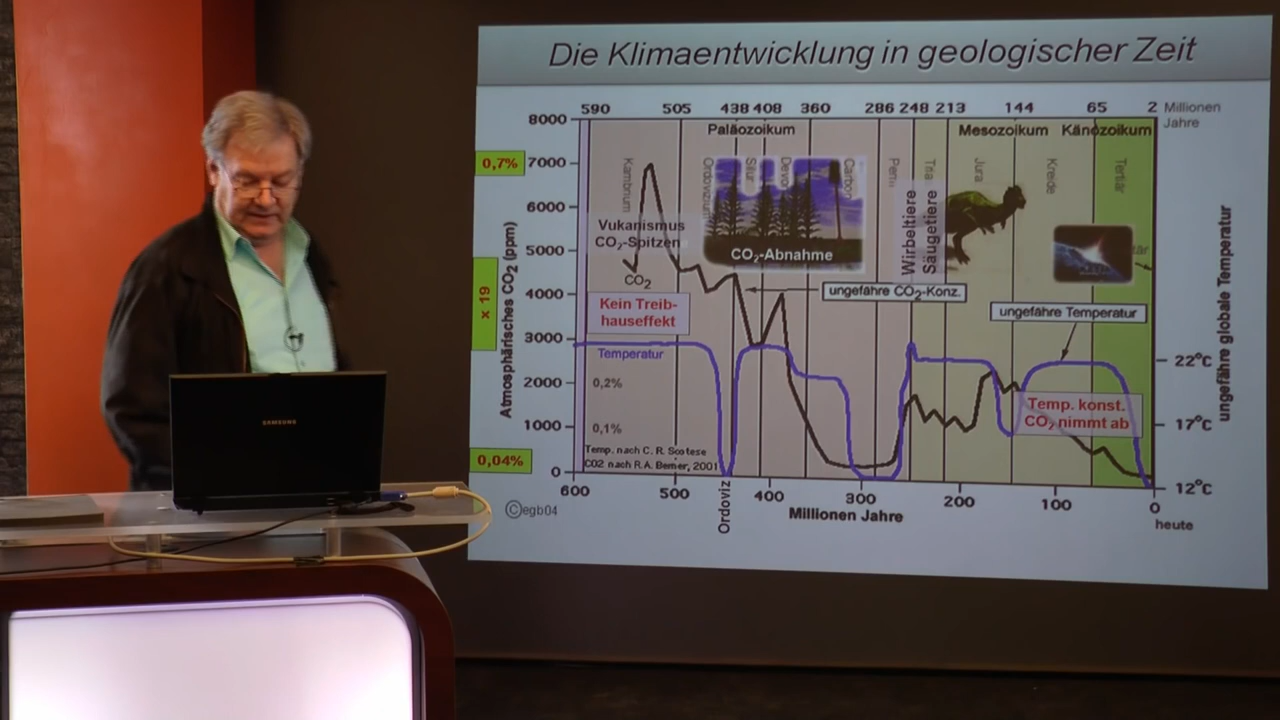 Die Klimaentwicklung in geologischer Zeit
590 505 438 408 360 286 248 213 144 65 2 Millionen
Jahre
8000
Paläozoikum Mesozoikum Känozoikum
0,7% 7000
Kambrium
Ordovizium
Silur
Devon
Carbon
Perm
Tria
Jura
Kreide
Tertiär
6000
Vukanismus
CO2-Spitzen
CO2
Wirbeltiere
Säugetiere
5000
CO2-Abnahme
4000
ungefähre CO2-Konz.
x 19
Kein Treib-
hauseffekt
ungefähre Temperatur
3000
Temperatur
22°C
2000
0,2%
Temp. konst.
CO2 nimmt ab
1000
0,1%
17°C
Temp. nach C. R. Scotese
CO2 nach R.A. Berner, 2001
0,04% 0
12°C
Atmosphärisches CO2 (ppm)
ungefähre globale Temperatur
600 500 400 300 200 100 0
Ordoviz
Millionen Jahre
heute
©egb04
SAMSUNG